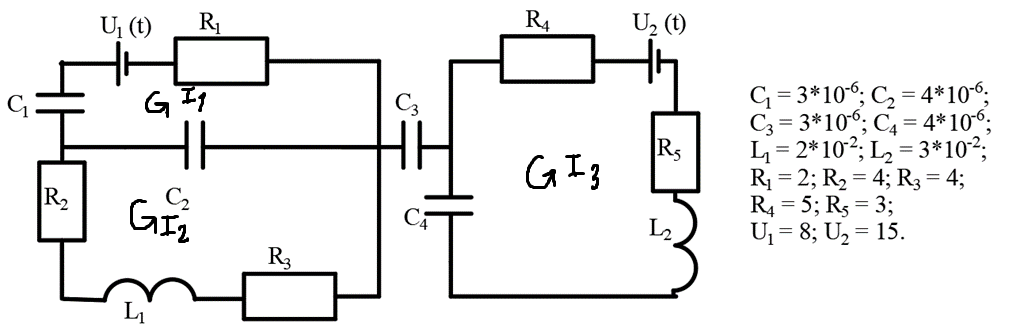 U₁ (t)
R₁
R₄
U₂ (t)
C₁
G I₁
C₃
R₅
G I₃
R₂
C₂
G I₂
C₄
L₂
R₃
L₁
C₁ = 3*10⁻⁶; C₂ = 4*10⁻⁶;
C₃ = 3*10⁻⁶; C₄ = 4*10⁻⁶;
L₁ = 2*10⁻²; L₂ = 3*10⁻²;
R₁ = 2; R₂ = 4; R₃ = 4;
R₄ = 5; R₅ = 3;
U₁ = 8; U₂ = 15.